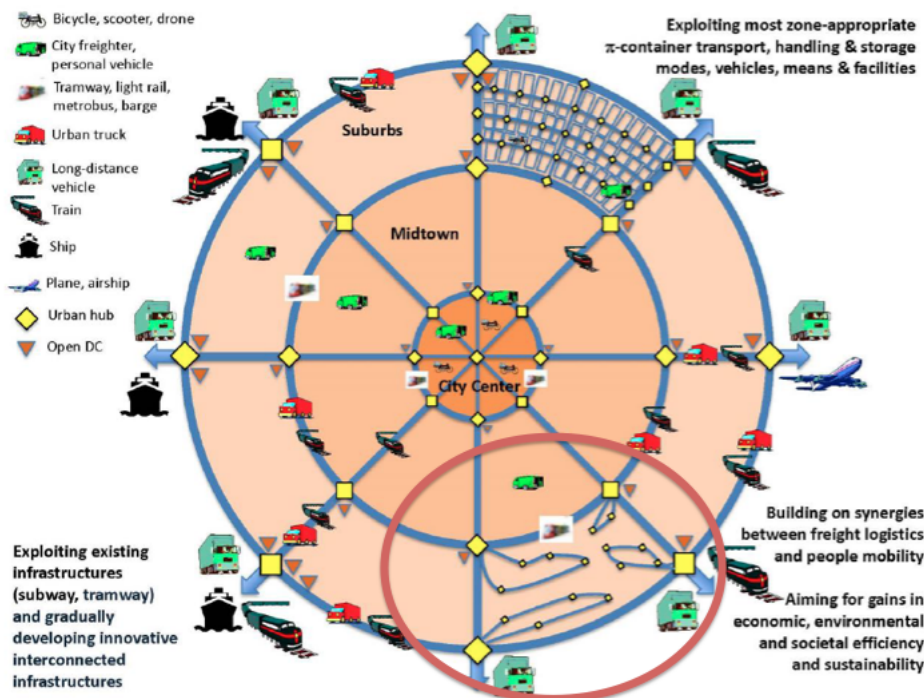 Bicycle, scooter, drone
City freighter,
personal vehicle
Tramway, light rail,
metrobus, barge
Urban truck
Long-distance
vehicle
Train
Ship
Plane, airship
Urban hub
Open DC
Exploiting most zone-appropriate
π-container transport, handling & storage
modes, vehicles, means & facilities
Suburbs
Midtown
City Center
Exploiting existing
infrastructures
(subway, tramway)
and gradually
developing innovative
interconnected
infrastructures
Building on synergies
between freight logistics
and people mobility
Aiming for gains in
economic, environmental
and societal efficiency
and sustainability